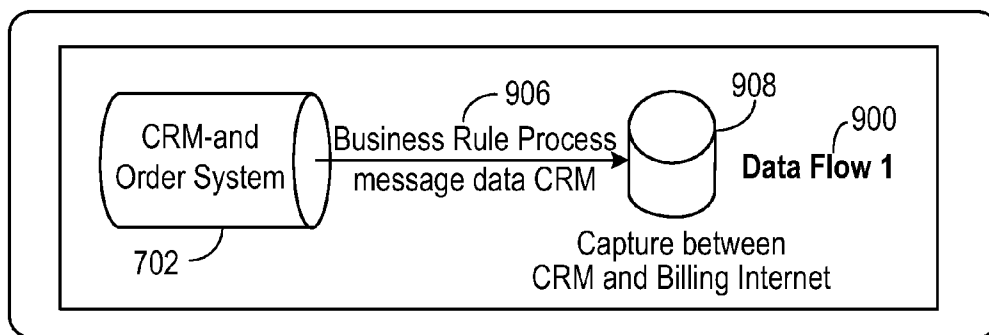 CRM-and
Order System
702
906
Business Rule Process
message data CRM
908
900
Data Flow 1
Capture between
CRM and Billing Internet